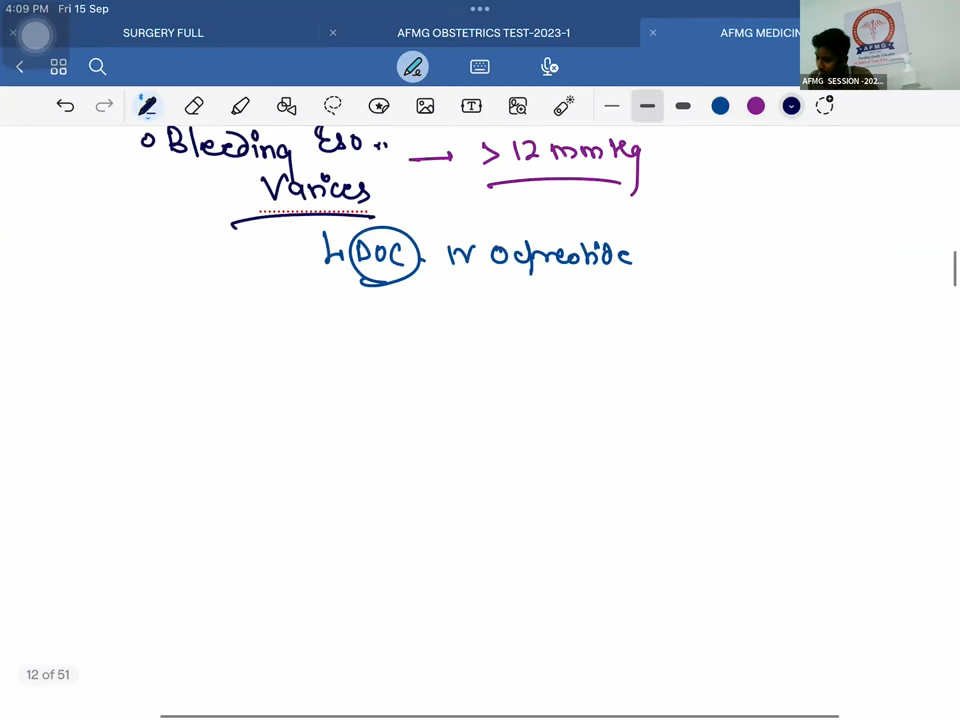 4:09 PM Fri 15 Sep
SURGERY FULL
AFMG OBSTETRICS TEST-2023-1
AFMG MEDICIN
AFMG
AFMG SESSION -202...
Bleeding Eso..
Varices
→ > 12 mmHg
↳ DOC. IV Octreotide
12 of 51